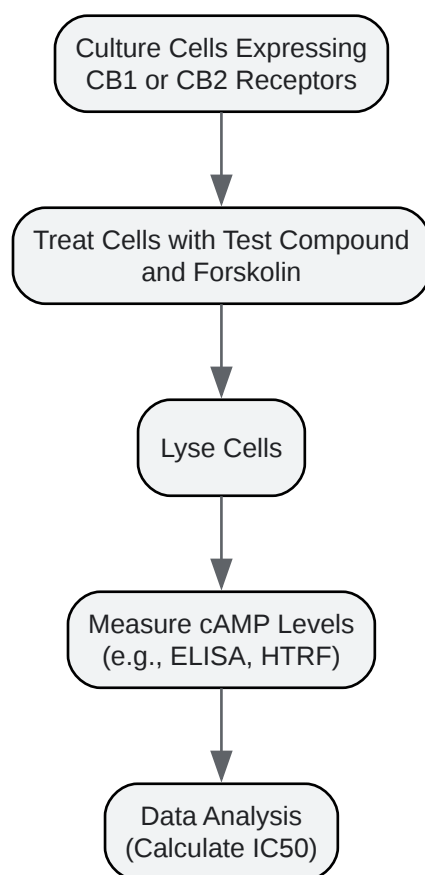 Culture Cells Expressing
CB1 or CB2 Receptors
Treat Cells with Test Compound
and Forskolin
Lyse Cells
Measure cAMP Levels
(e.g., ELISA, HTRF)
Data Analysis
(Calculate IC50)